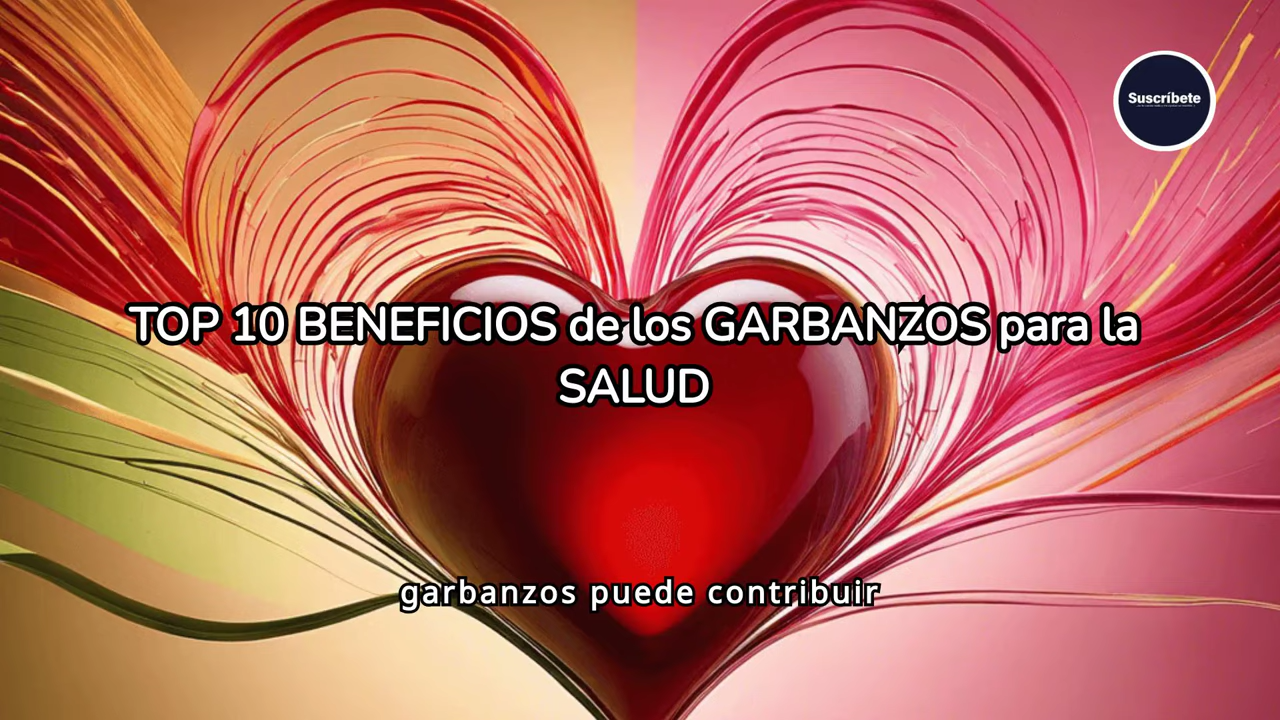 Suscríbete
TOP 10 BENEFICIOS de los GARBANZOS para la
SALUD
garbanzos puede contribuir